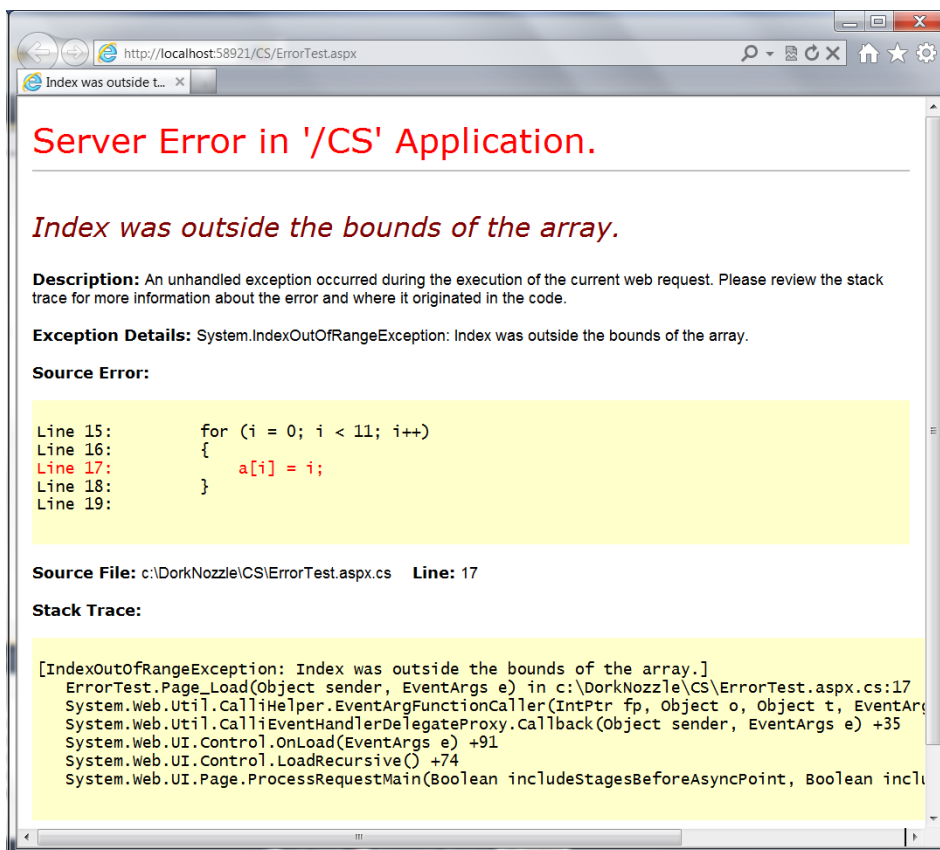 http://localhost:58921/CS/ErrorTest.aspx
Index was outside t...
Server Error in '/CS' Application.
Index was outside the bounds of the array.
Description: An unhandled exception occurred during the execution of the current web request. Please review the stack
trace for more information about the error and where it originated in the code.
Exception Details: System.IndexOutOfRangeException: Index was outside the bounds of the array.
Source Error:
Line 15:         for (i = 0; i < 11; i++)
Line 16:         {
Line 17:             a[i] = i;
Line 18:         }
Line 19:
Source File: c:\DorkNozzle\CS\ErrorTest.aspx.cs    Line: 17
Stack Trace:
[IndexOutOfRangeException: Index was outside the bounds of the array.]
   ErrorTest.Page_Load(Object sender, EventArgs e) in c:\DorkNozzle\CS\ErrorTest.aspx.cs:17
   System.Web.Util.CalliHelper.EventArgFunctionCaller(IntPtr fp, Object o, Object t, EventArg
   System.Web.Util.CalliEventHandlerDelegateProxy.Callback(Object sender, EventArgs e) +35
   System.Web.UI.Control.OnLoad(EventArgs e) +91
   System.Web.UI.Control.LoadRecursive() +74
   System.Web.UI.Page.ProcessRequestMain(Boolean includeStagesBeforeAsyncPoint, Boolean inclu